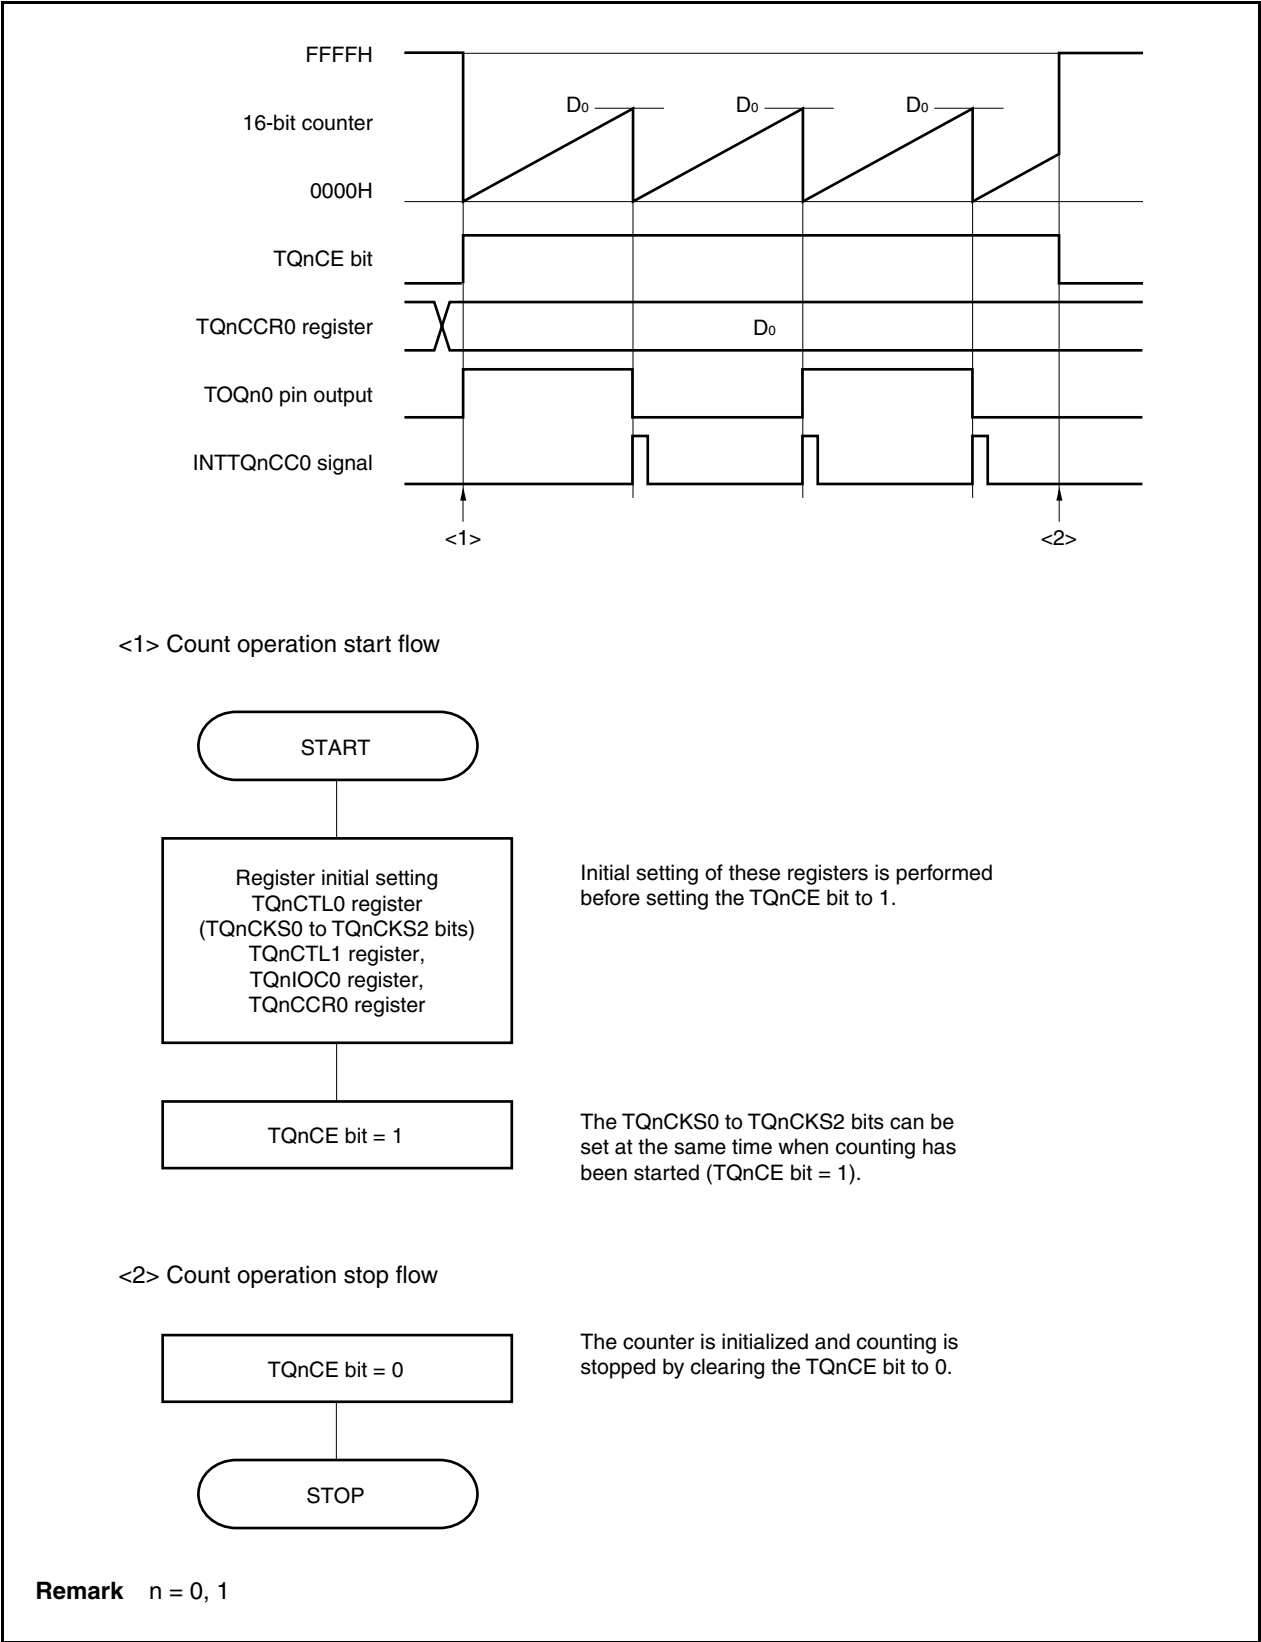 FFFFH
D0 D0 D0
16-bit counter
0000H
TQnCE bit
TQnCCR0 register D0
TOQn0 pin output
INTTQnCC0 signal
<1> <2>
<1> Count operation start flow
START
Register initial setting
TQnCTL0 register
(TQnCKS0 to TQnCKS2 bits)
TQnCTL1 register,
TQnIOC0 register,
TQnCCR0 register
Initial setting of these registers is performed
before setting the TQnCE bit to 1.
TQnCE bit = 1
The TQnCKS0 to TQnCKS2 bits can be
set at the same time when counting has
been started (TQnCE bit = 1).
<2> Count operation stop flow
TQnCE bit = 0
The counter is initialized and counting is
stopped by clearing the TQnCE bit to 0.
STOP
Remark n = 0, 1